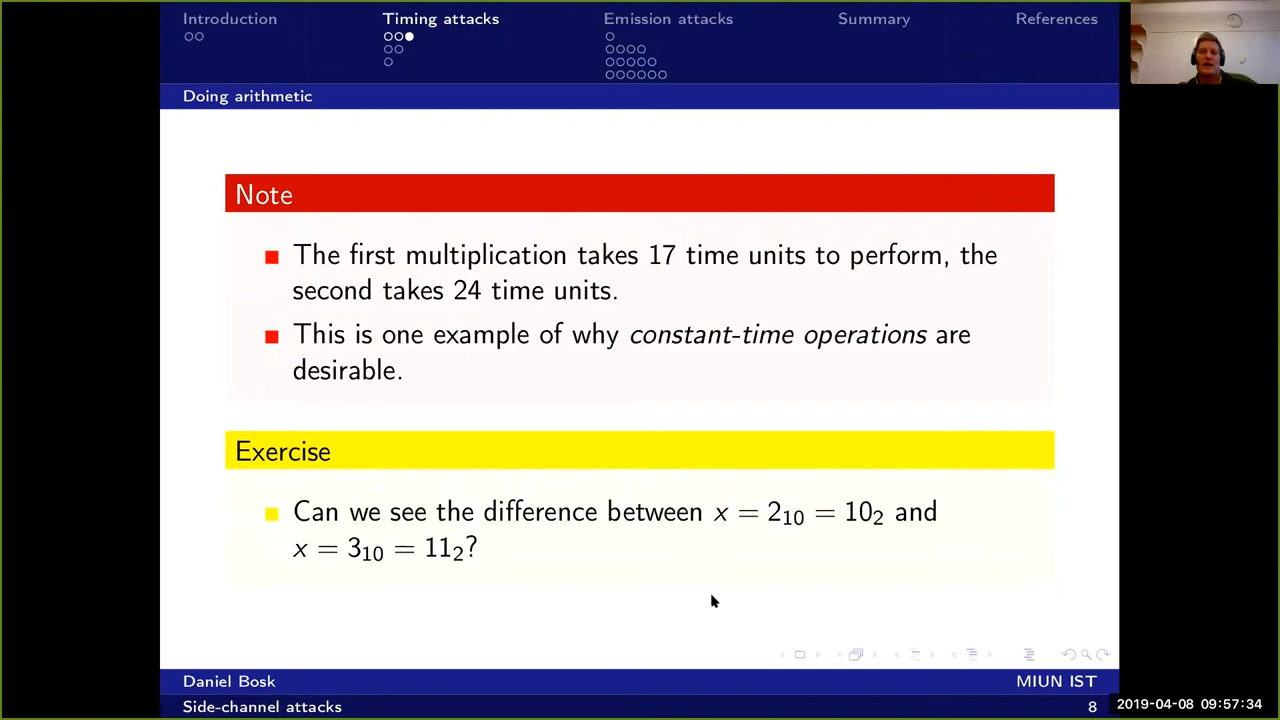 Introduction
Timing attacks
Emission attacks
Summary
References
Doing arithmetic
Note
The first multiplication takes 17 time units to perform, the
second takes 24 time units.
This is one example of why constant-time operations are
desirable.
Exercise
Can we see the difference between x = 2₁₀ = 10₂ and
x = 3₁₀ = 11₂?
Daniel Bosk
MIUN IST
Side-channel attacks
8
2019-04-08 09:57:34